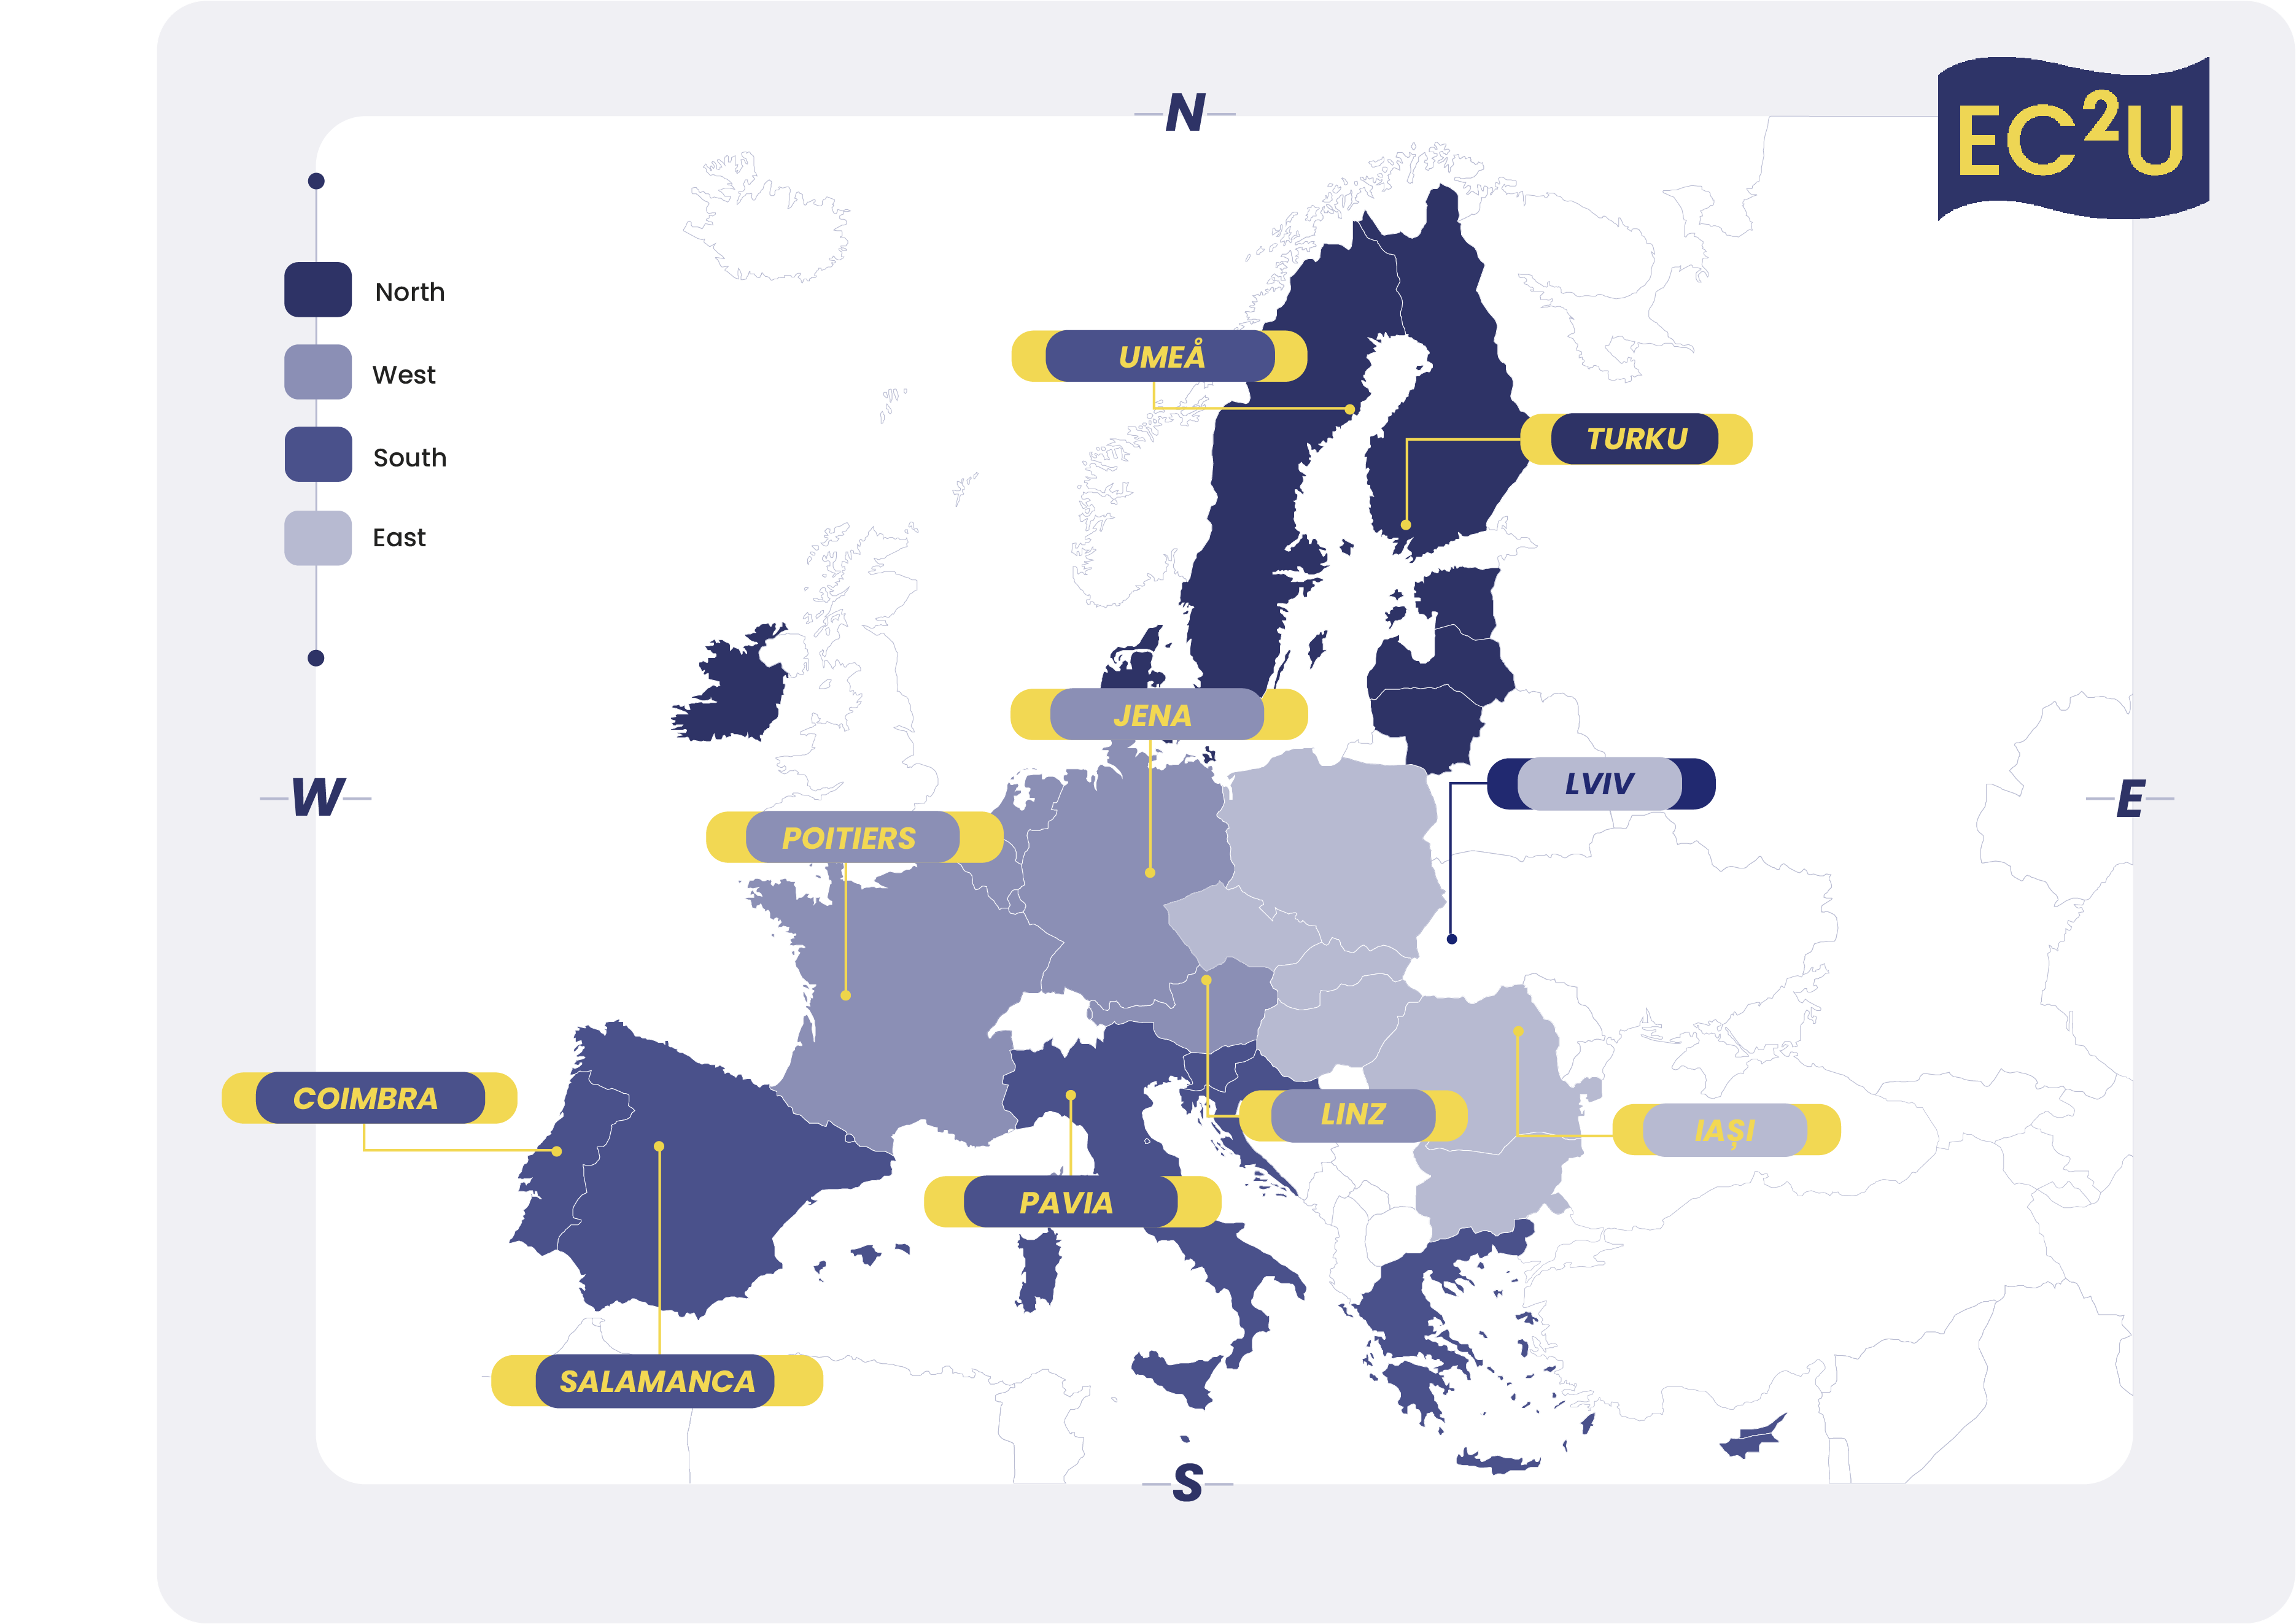 N
EC²U
North
West
South
East
UMEÅ
TURKU
JENA
LVIV
W
E
POITIERS
COIMBRA
LINZ
IAȘI
PAVIA
SALAMANCA
S